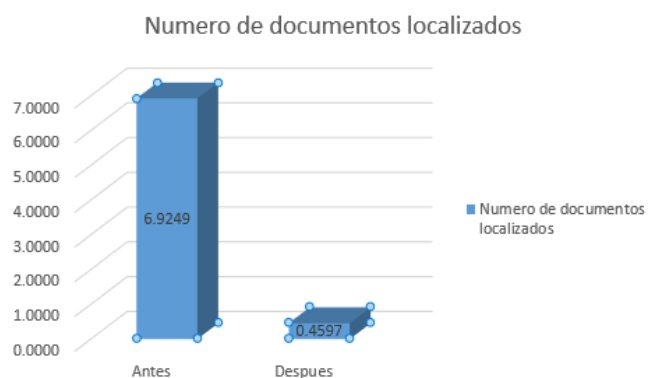 Numero de documentos localizados
7.0000
6.0000
5.0000
4.0000
3.0000
2.0000
1.0000
0.0000
6.9249
0.4597
Antes
Despues
Numero de documentos
localizados